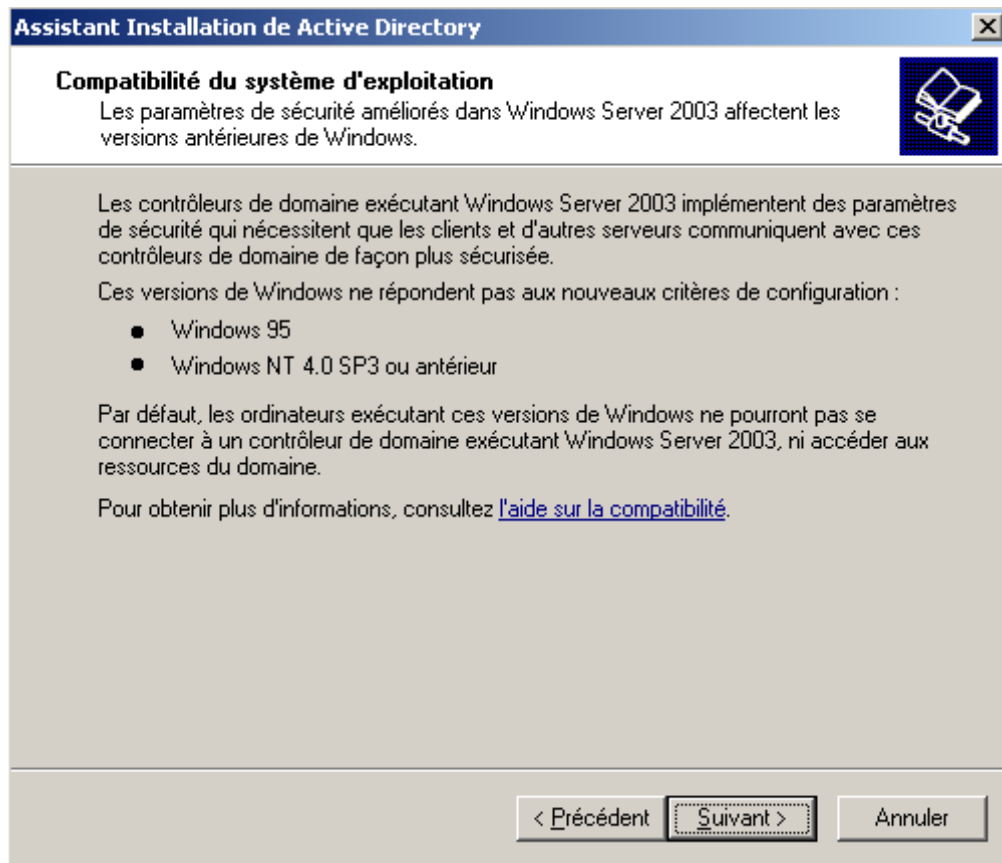 Assistant Installation de Active Directory
Compatibilité du système d'exploitation
Les paramètres de sécurité améliorés dans Windows Server 2003 affectent les
versions antérieures de Windows.
Les contrôleurs de domaine exécutant Windows Server 2003 implémentent des paramètres
de sécurité qui nécessitent que les clients et d'autres serveurs communiquent avec ces
contrôleurs de domaine de façon plus sécurisée.
Ces versions de Windows ne répondent pas aux nouveaux critères de configuration :
● Windows 95
● Windows NT 4.0 SP3 ou antérieur
Par défaut, les ordinateurs exécutant ces versions de Windows ne pourront pas se
connecter à un contrôleur de domaine exécutant Windows Server 2003, ni accéder aux
ressources du domaine.
Pour obtenir plus d'informations, consultez l'aide sur la compatibilité.
< Précédent Suivant > Annuler